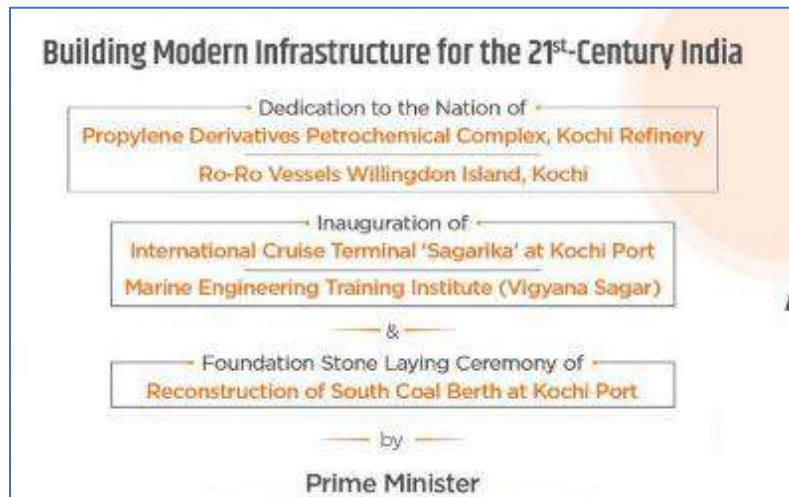 Building Modern Infrastructure for the 21st-Century India
Dedication to the Nation of
Propylene Derivatives Petrochemical Complex, Kochi Refinery
Ro-Ro Vessels Willingdon Island, Kochi
Inauguration of
International Cruise Terminal 'Sagarika' at Kochi Port
Marine Engineering Training Institute (Vigyana Sagar)
&
Foundation Stone Laying Ceremony of
Reconstruction of South Coal Berth at Kochi Port
by
Prime Minister